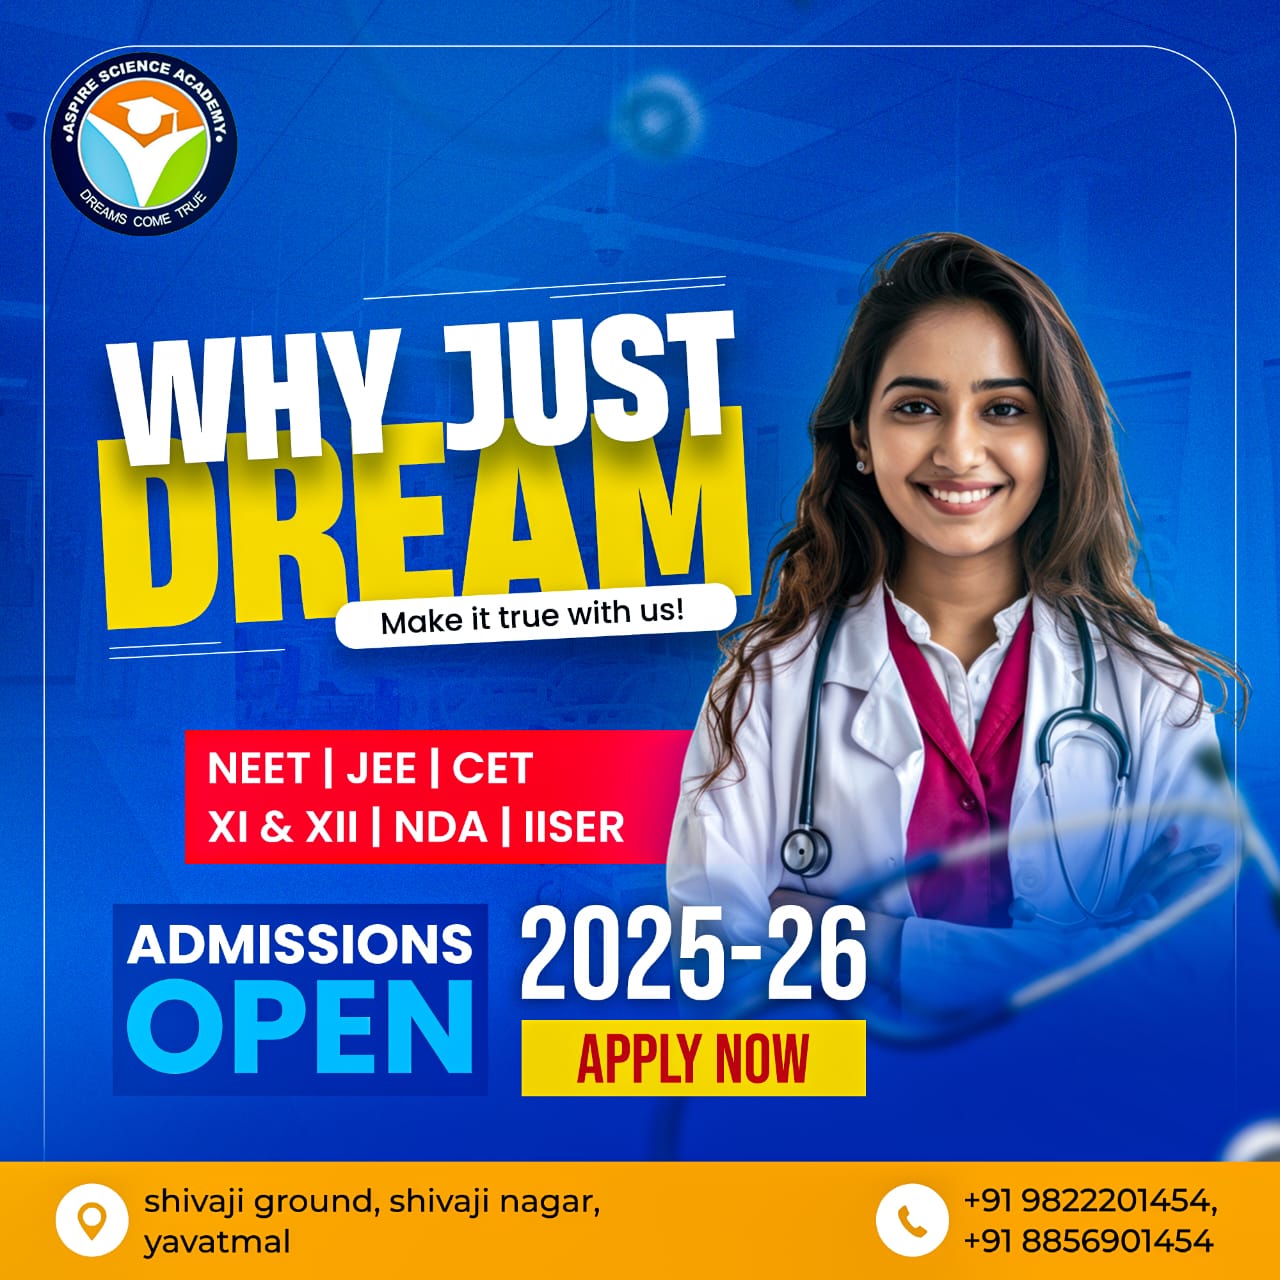 •ASPIRE SCIENCE ACADEMY•
DREAMS COME TRUE
WHY JUST
DREAM
Make it true with us!
NEET | JEE | CET
XI & XII | NDA | IISER
ADMISSIONS
OPEN
2025-26
APPLY NOW
shivaji ground, shivaji nagar,
yavatmal
+91 9822201454,
+91 8856901454